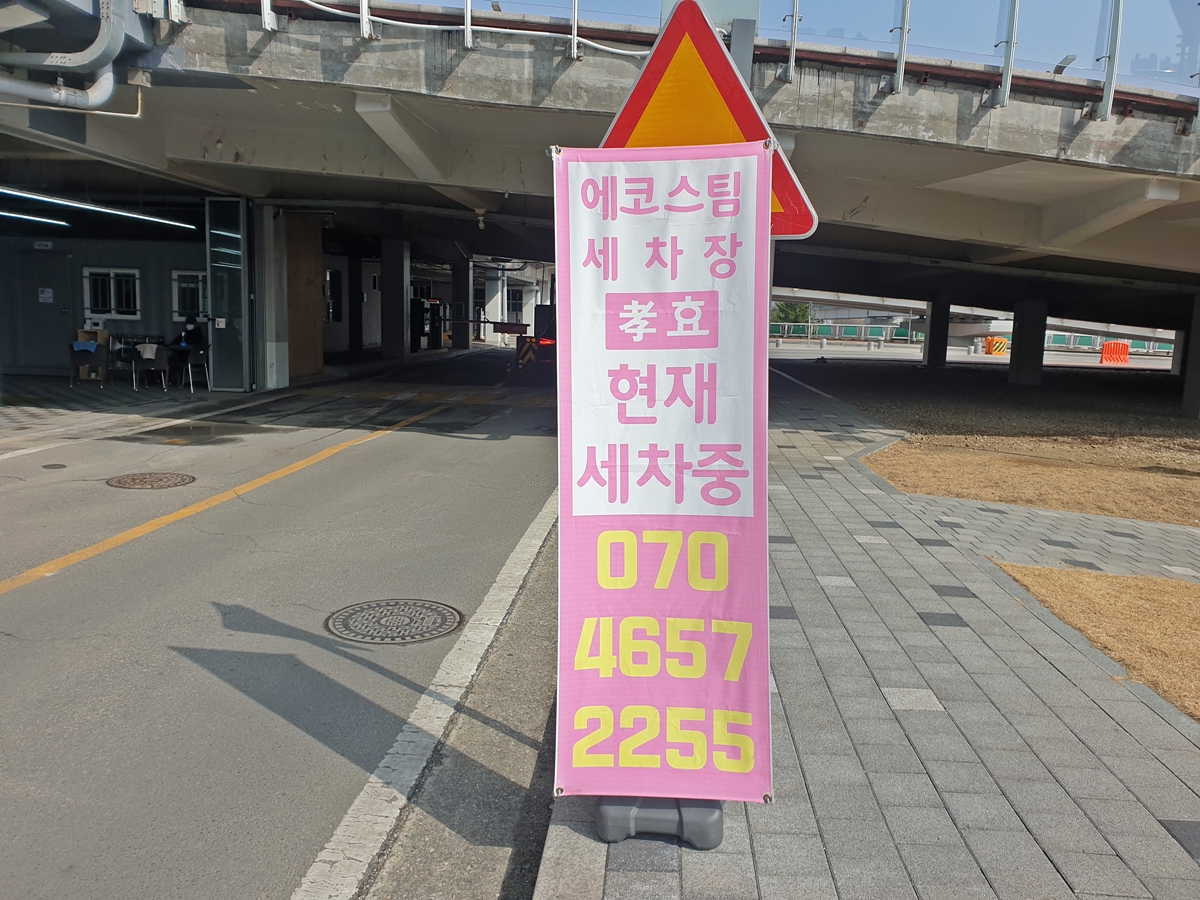 에코스팀
세 차 장
孝효
현재
세차중
070
4657
2255